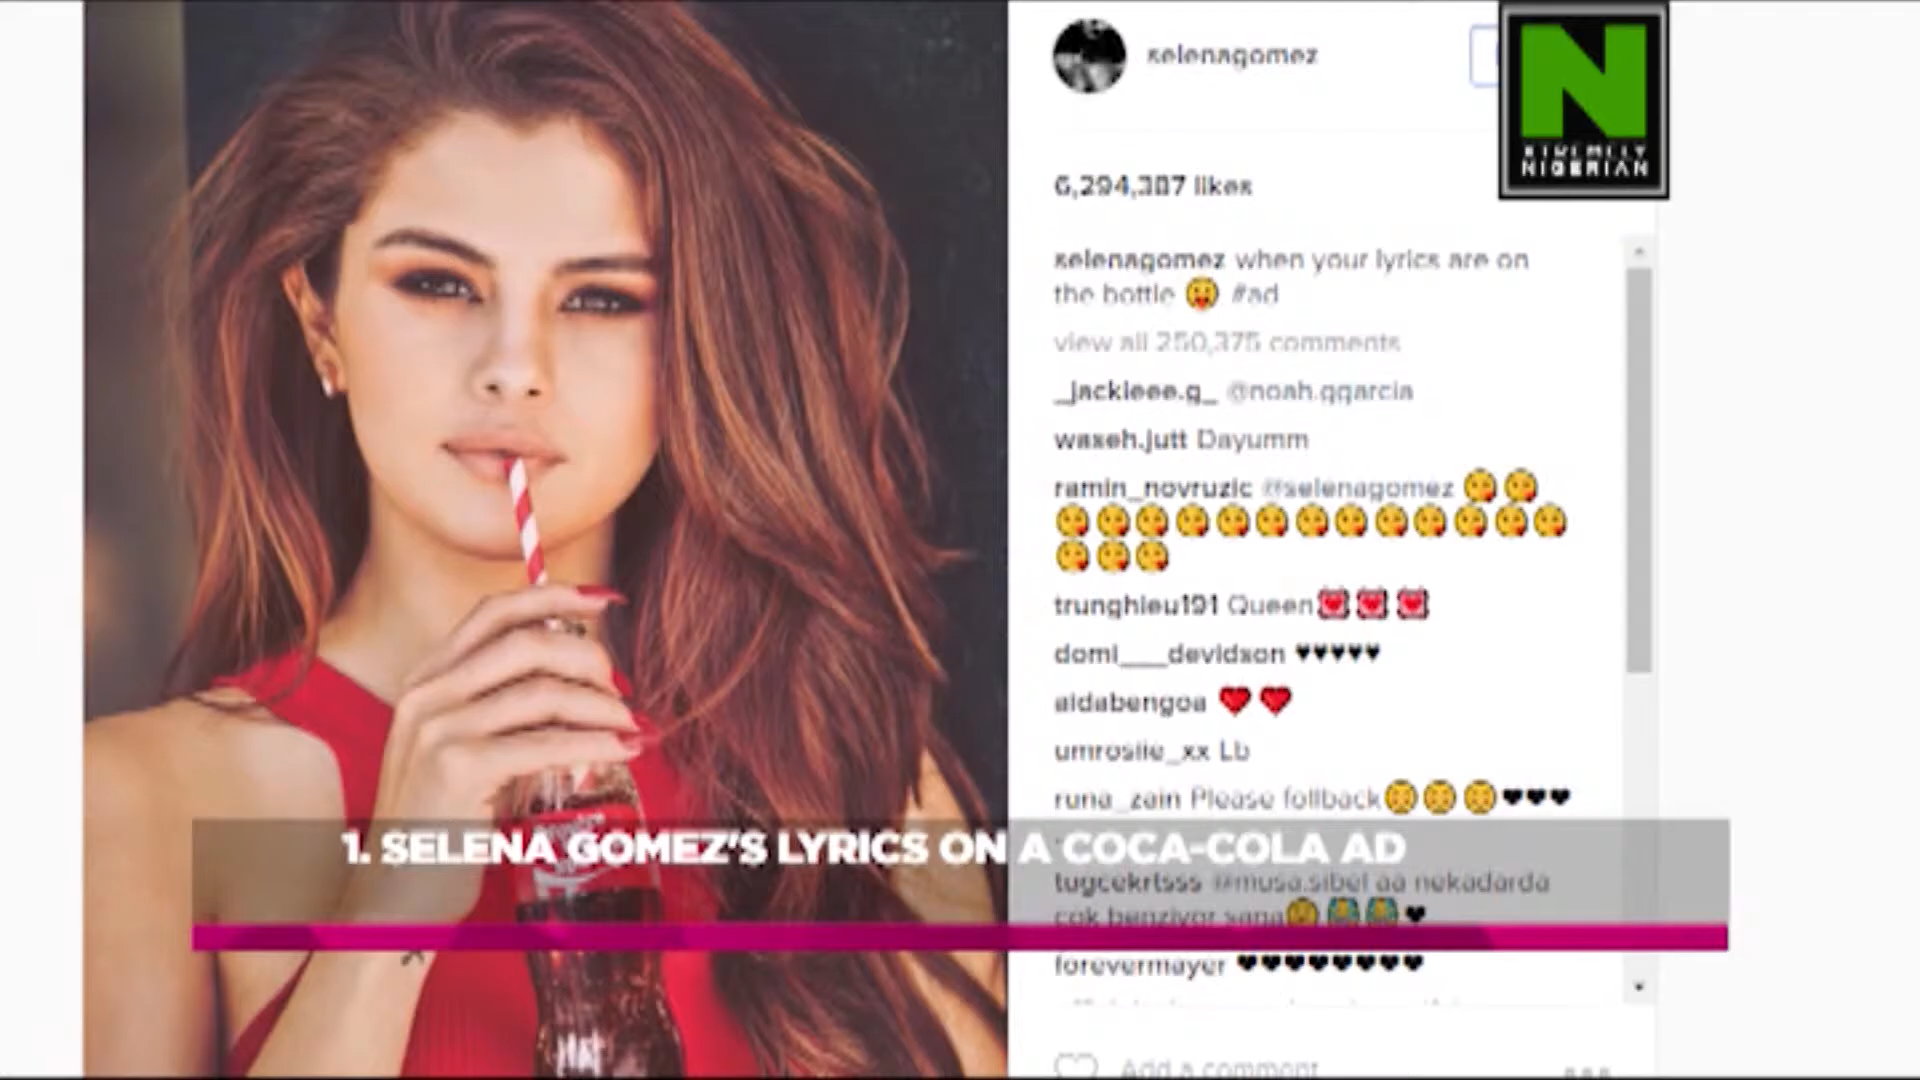 selenagomez
NIGERIAN
6,294,387 likes
selenagomez when your lyrics are on
the bottle 😜 #ad
view all 250,375 comments
_jackieee.g_ @noah.ggarcia
waseh.jutt Dayumm
ramin_novruzic @selenagomez 😘😘
😘😘😘😘😘😘😘😘😘😘😘😘😘
😘😘😘
trunghieu191 Queen💟💟💟
domi___devidson ♥♥♥♥♥
aidabengoa ❤❤
umrosiie_xx Lb
runa_zain Please follback😢😢😢♥♥♥
1. SELENA GOMEZ'S LYRICS ON A COCA-COLA AD
tugcekrtsss @musa.sibel aa nekadarda
cok benziyor sana
forevermayer ♥♥♥♥♥♥♥♥
Add a comment